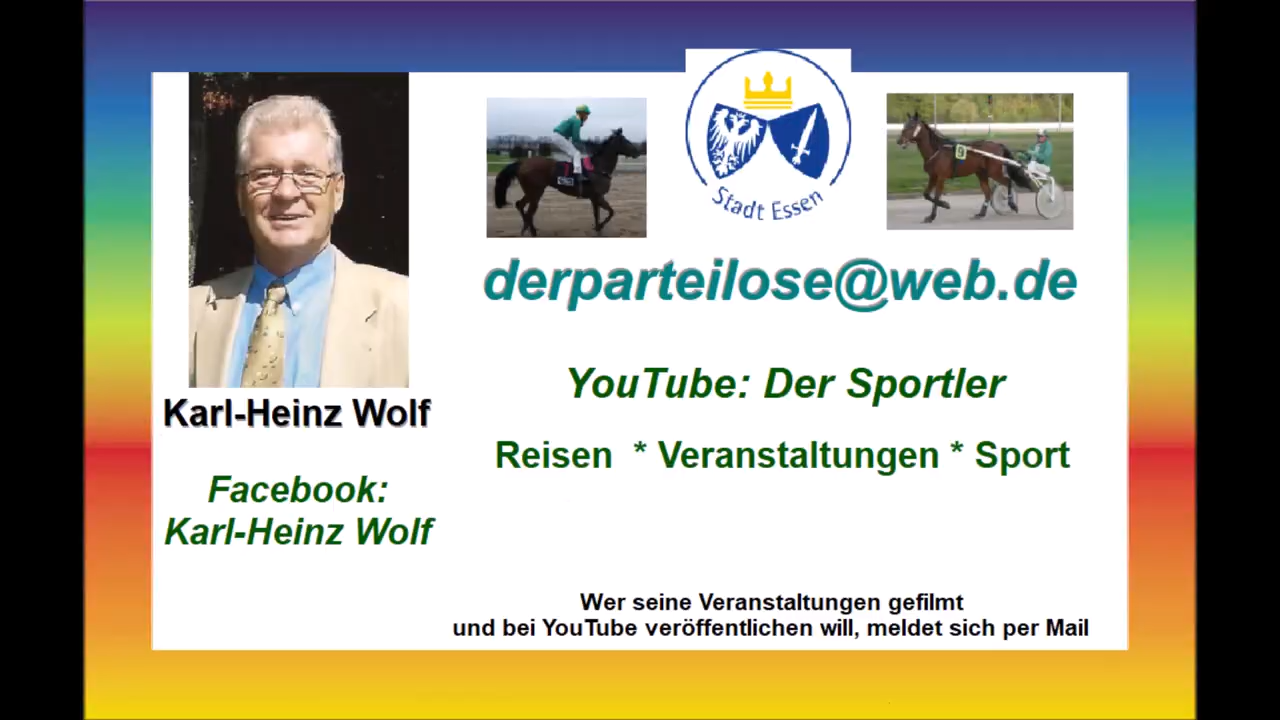 Stadt Essen
9
derparteilose@web.de
YouTube: Der Sportler
Karl-Heinz Wolf
Reisen * Veranstaltungen * Sport
Facebook:
Karl-Heinz Wolf
Wer seine Veranstaltungen gefilmt
und bei YouTube veröffentlichen will, meldet sich per Mail